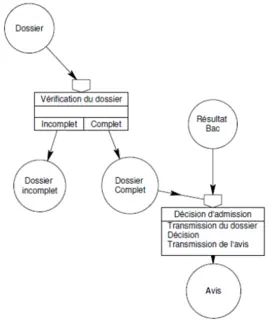 Dossier
Vérification du dossier
Incomplet
Complet
Résultat
Bac
Dossier
incomplet
Dossier
Complet
Décision d'admission
Transmission du dossier
Décision
Transmission de l'avis
Avis